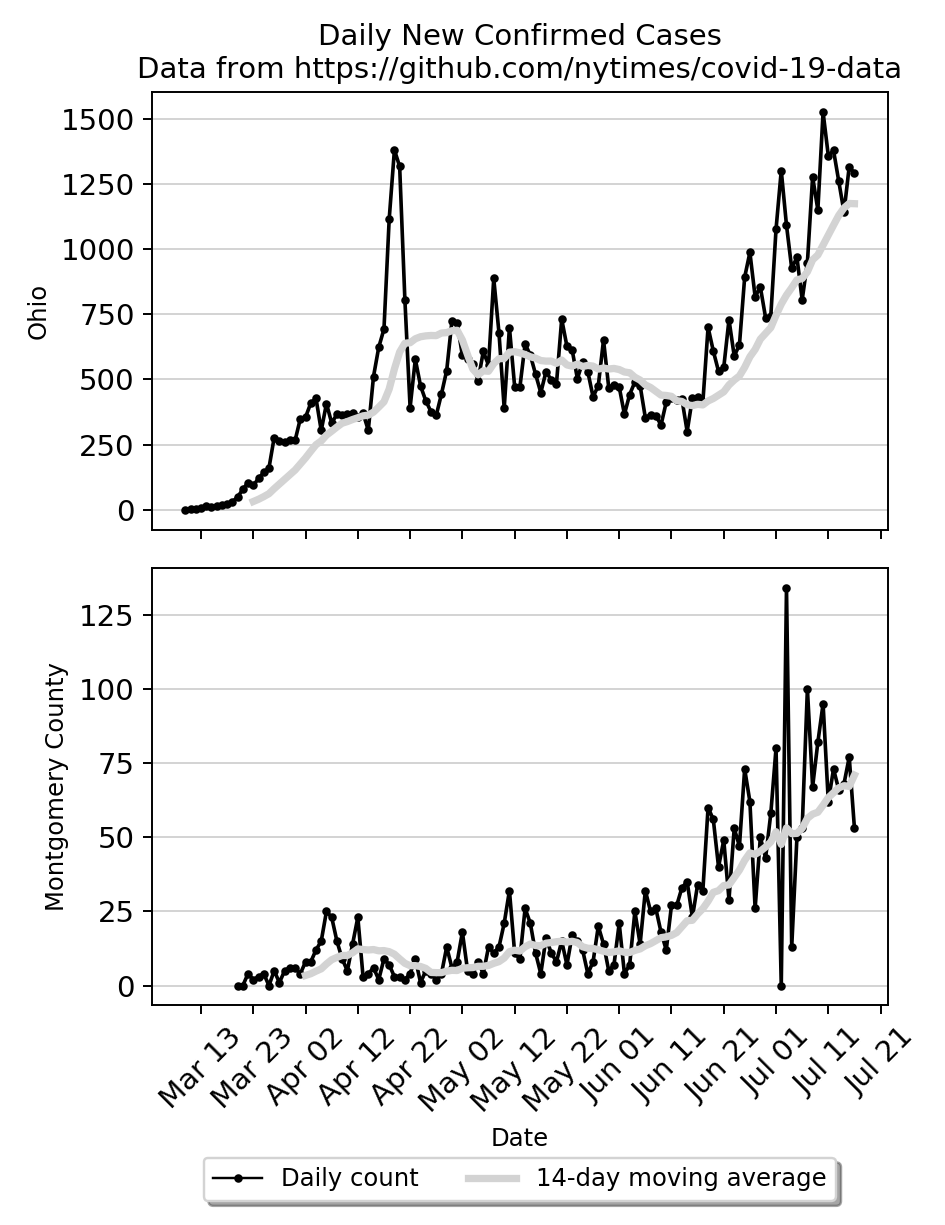 Daily New Confirmed Cases
Data from https://github.com/nytimes/covid-19-data
1500
1250
1000
750
500
250
0
Ohio
125
100
75
50
25
0
Montgomery County
Mar 13 Mar 23 Apr 02 Apr 12 Apr 22 May 02 May 12 May 22 Jun 01 Jun 11 Jun 21 Jul 01 Jul 11 Jul 21
Date
Daily count 14-day moving average